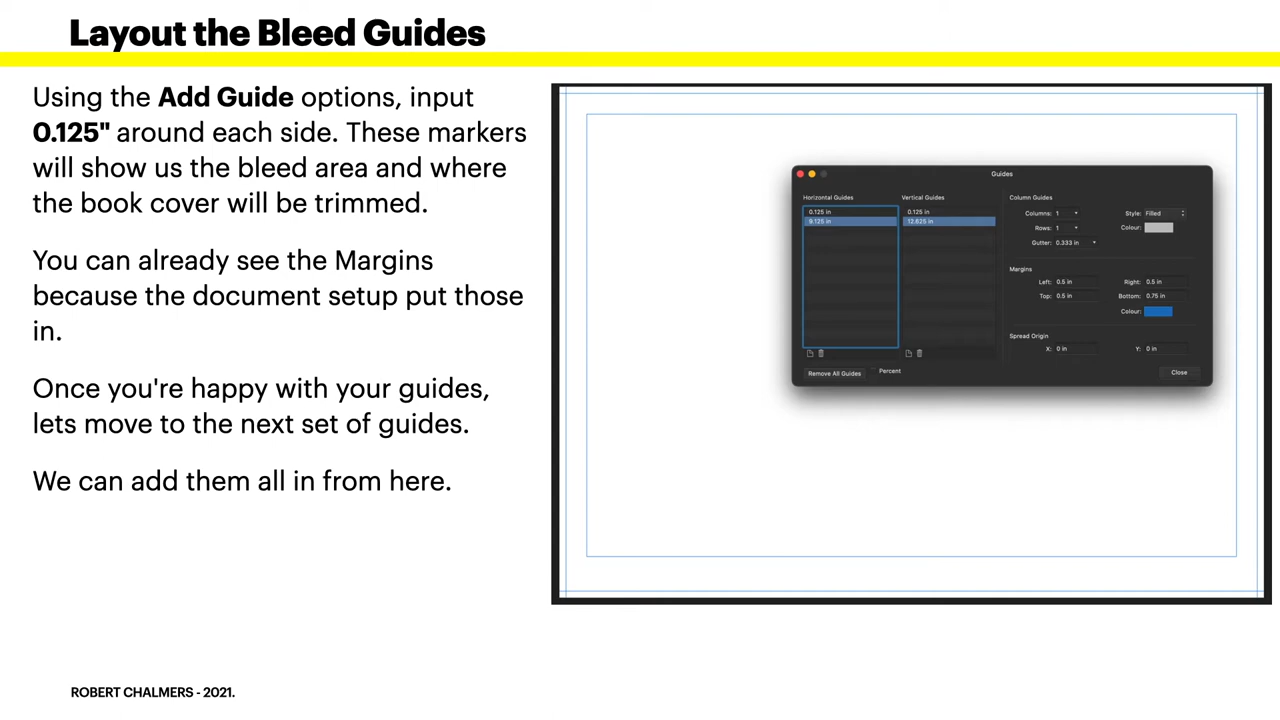 Layout the Bleed Guides
Using the Add Guide options, input
0.125" around each side. These markers
will show us the bleed area and where
the book cover will be trimmed.
You can already see the Margins
because the document setup put those
in.
Once you're happy with your guides,
lets move to the next set of guides.
We can add them all in from here.
Guides
Horizontal Guides
0.125 in
9.125 in
Vertical Guides
0.125 in
12.625 in
Column Guides
Columns: 1
Style: Filled
Rows: 1
Colour:
Gutter: 0.333 in
Margins
Left: 0.5 in
Right: 0.5 in
Top: 0.5 in
Bottom: 0.75 in
Colour:
Spread Origin
X: 0 in
Y: 0 in
Remove All Guides
Percent
Close
ROBERT CHALMERS - 2021.